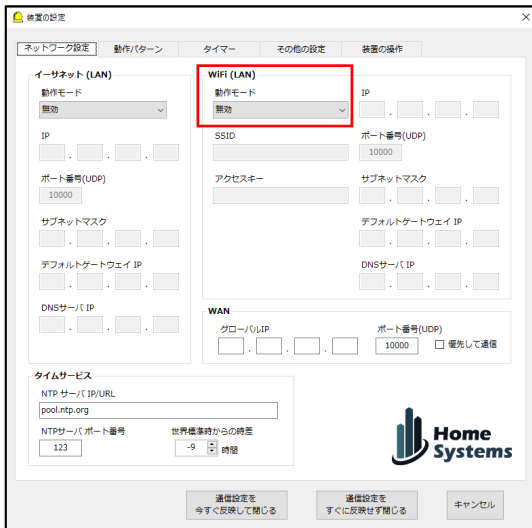 装置の設定
ネットワーク設定 動作パターン タイマー その他の設定 装置の操作
イーサネット (LAN)
動作モード
無効
IP
. . . .
ポート番号(UDP)
10000
サブネットマスク
. . . .
デフォルトゲートウェイ IP
. . . .
DNSサーバ IP
. . . .
WiFi (LAN)
動作モード
無効
SSID
アクセスキー
IP
. . . .
ポート番号(UDP)
10000
サブネットマスク
. . . .
デフォルトゲートウェイ IP
. . . .
DNSサーバ IP
. . . .
WAN
グローバルIP
. . . .
ポート番号(UDP)
10000 優先して通信
タイムサービス
NTP サーバ IP/URL
pool.ntp.org
NTPサーバ ポート番号
123
世界標準時からの時差
-9 時間
Home
Systems
通信設定を
今すぐ反映して閉じる
通信設定を
すぐに反映せず閉じる
キャンセル